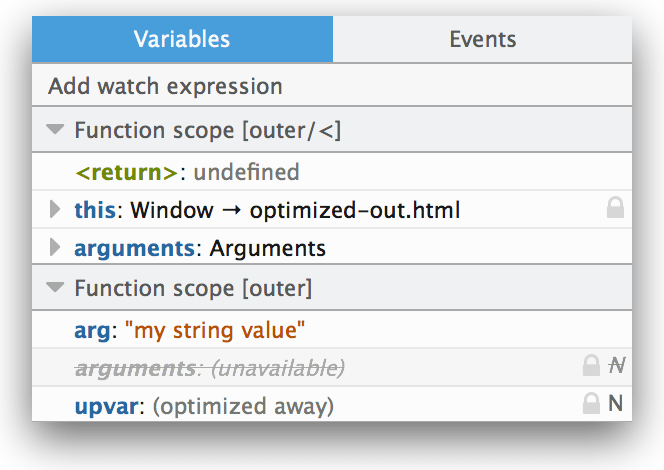 Variables Events
Add watch expression
Function scope [outer/<]
<return>: undefined
this: Window → optimized-out.html
arguments: Arguments
Function scope [outer]
arg: "my string value"
arguments: (unavailable) N
upvar: (optimized away) N